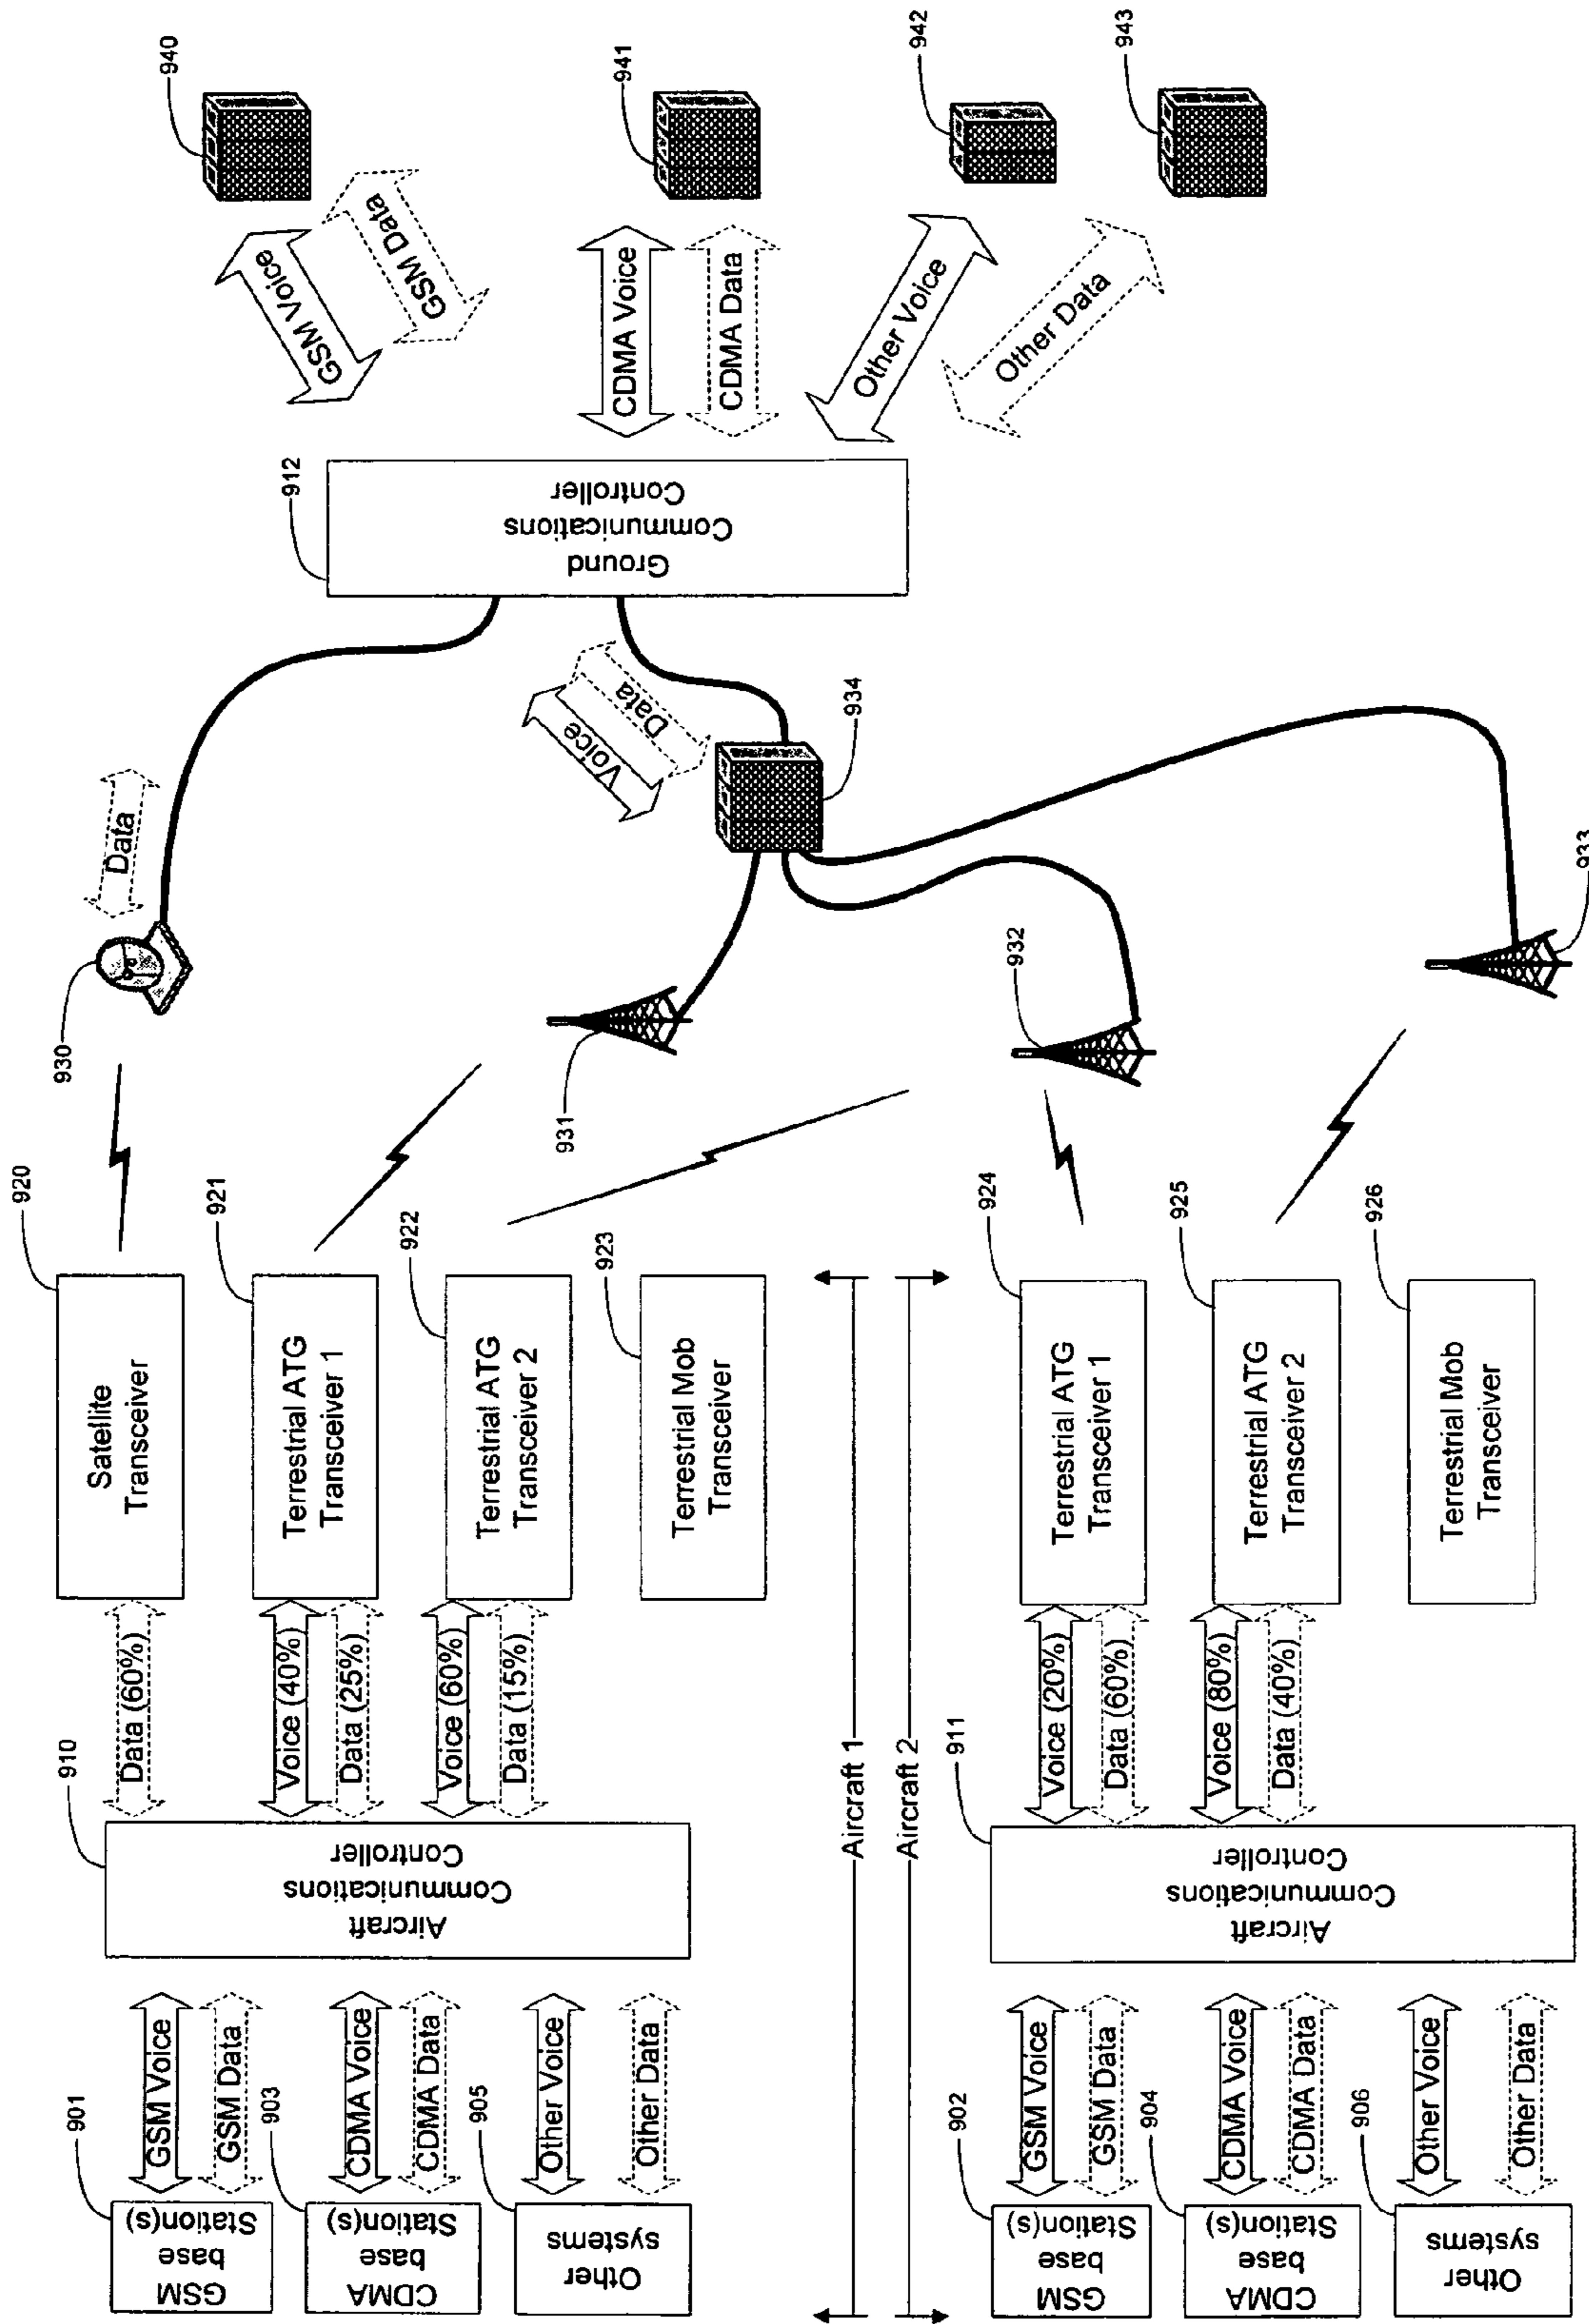 901
GSM
base
Station(s)
GSM Voice
GSM Data
903
CDMA
base
Station(s)
CDMA Voice
CDMA Data
905
Other
systems
Other Voice
Other Data
910
Aircraft
Communications
Controller
Data (60%)
Voice (40%)
Data (25%)
Voice (60%)
Data (15%)
920
Satellite
Transceiver
921
Terrestrial ATG
Transceiver 1
922
Terrestrial ATG
Transceiver 2
923
Terrestrial Mob
Transceiver
Aircraft 1
Aircraft 2
902
GSM
base
Station(s)
GSM Voice
GSM Data
904
CDMA
base
Station(s)
CDMA Voice
CDMA Data
906
Other
systems
Other Voice
Other Data
911
Aircraft
Communications
Controller
Voice (20%)
Data (60%)
Voice (80%)
Data (40%)
924
Terrestrial ATG
Transceiver 1
925
Terrestrial ATG
Transceiver 2
926
Terrestrial Mob
Transceiver
930
Data
931
932
933
934
Voice
Data
912
Ground
Communications
Controller
GSM Voice
GSM Data
940
CDMA Voice
CDMA Data
941
Other Voice
942
Other Data
943